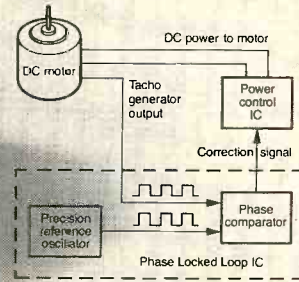 DC power to motor
DC motor
Tacho
generator
output
Power
control
IC
Correction signal
Precision
reference
oscillator
Phase
comparator
Phase Locked Loop IC